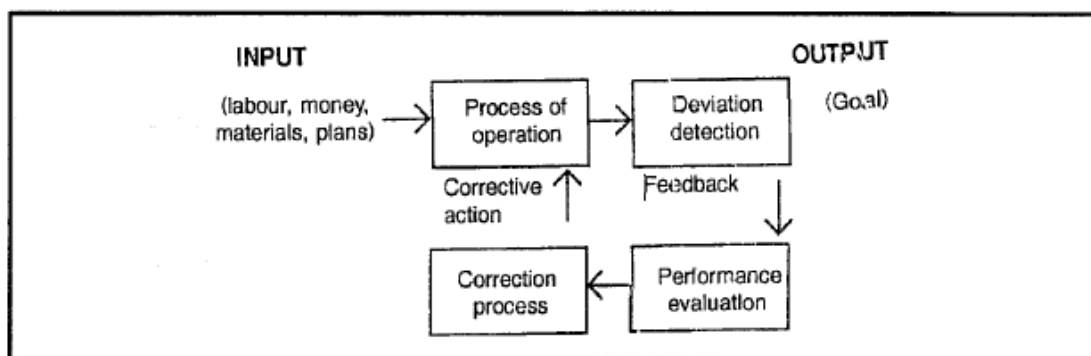 INPUT
OUTPUT
(labour, money,
materials, plans)
Process of
operation
Deviation
detection
(Goal)
Corrective
action
Feedback
Correction
process
Performance
evaluation